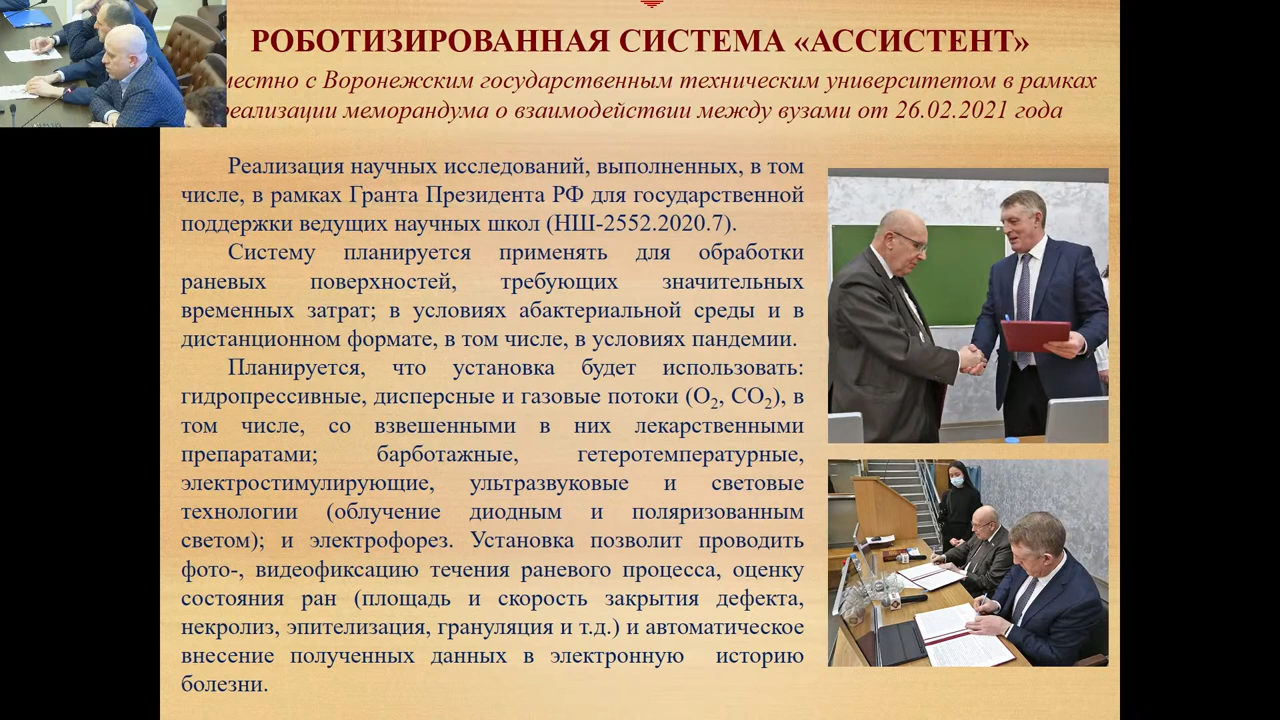 РОБОТИЗИРОВАННАЯ СИСТЕМА «АССИСТЕНТ»
с Воронежским государственным техническим университетом в рамках
реализации меморандума о взаимодействии между вузами от 26.02.2021 года
Реализация научных исследований, выполненных, в том
числе, в рамках Гранта Президента РФ для государственной
поддержки ведущих научных школ (НШ-2552.2020.7).
Систему планируется применять для обработки
раневых поверхностей, требующих значительных
временных затрат; в условиях абактериальной среды и в
дистанционном формате, в том числе, в условиях пандемии.
Планируется, что установка будет использовать:
гидропрессивные, дисперсные и газовые потоки (O₂, CO₂), в
том числе, со взвешенными в них лекарственными
препаратами; барботажные, гетеротемпературные,
электростимулирующие, ультразвуковые и световые
технологии (облучение диодным и поляризованным
светом); и электрофорез. Установка позволит проводить
фото-, видеофиксацию течения раневого процесса, оценку
состояния ран (площадь и скорость закрытия дефекта,
некролиз, эпителизация, грануляция и т.д.) и автоматическое
внесение полученных данных в электронную историю
болезни.